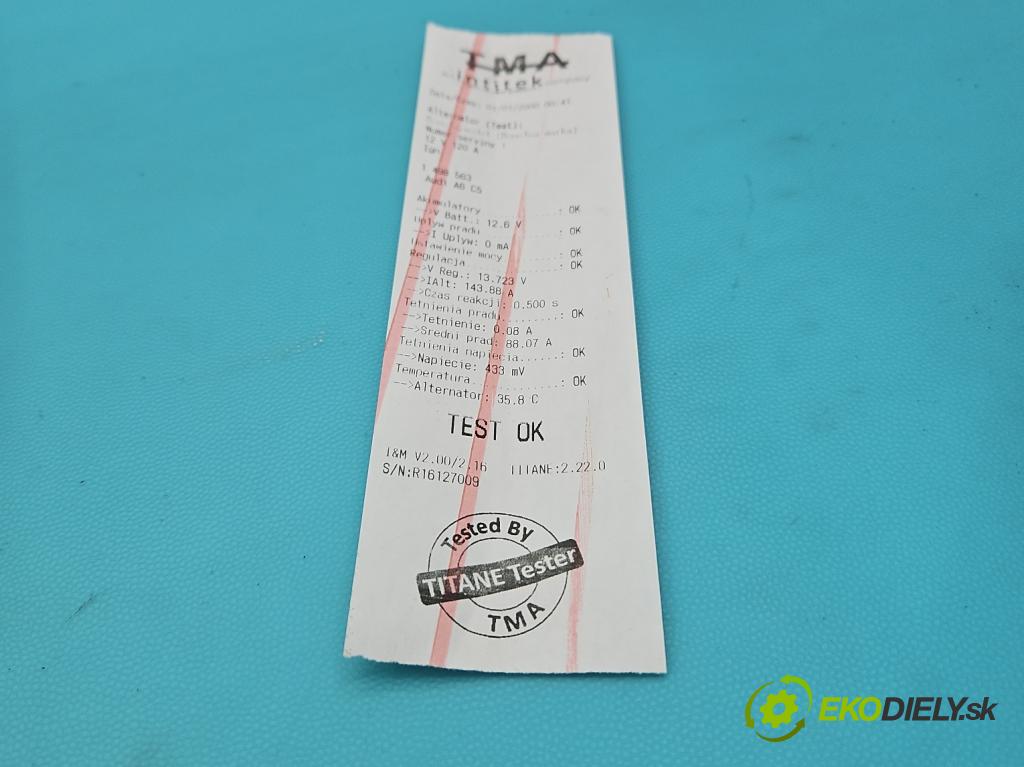 TMA
Intitek company
Alternator (Test):
Numer seryjny :
12 V 120 A
1 498 563
Audi A6 C5
Akumulatory..........: OK
-->V Batt.: 12.6 V
Uplyw pradu..........: OK
-->I Uplyw: 0 mA
Ustawienie mocy......: OK
Regulacja............: OK
-->V Reg.: 13.723 V
-->IAlt: 143.88 A
-->Czas reakcji: 0.500 s
Tetnienia pradu......: OK
-->Tetnienie: 0.08 A
-->Sredni prad: 88.07 A
Tetnienia napiecia......: OK
-->Napiecie: 433 mV
Temperatura..........: OK
-->Alternator: 35.8 C
TEST OK
I&M V2.00/2.16 TITANE:2.22.0
S/N:R16127009
Tested By
TITANE Tester
TMA
EKODIELY.sk